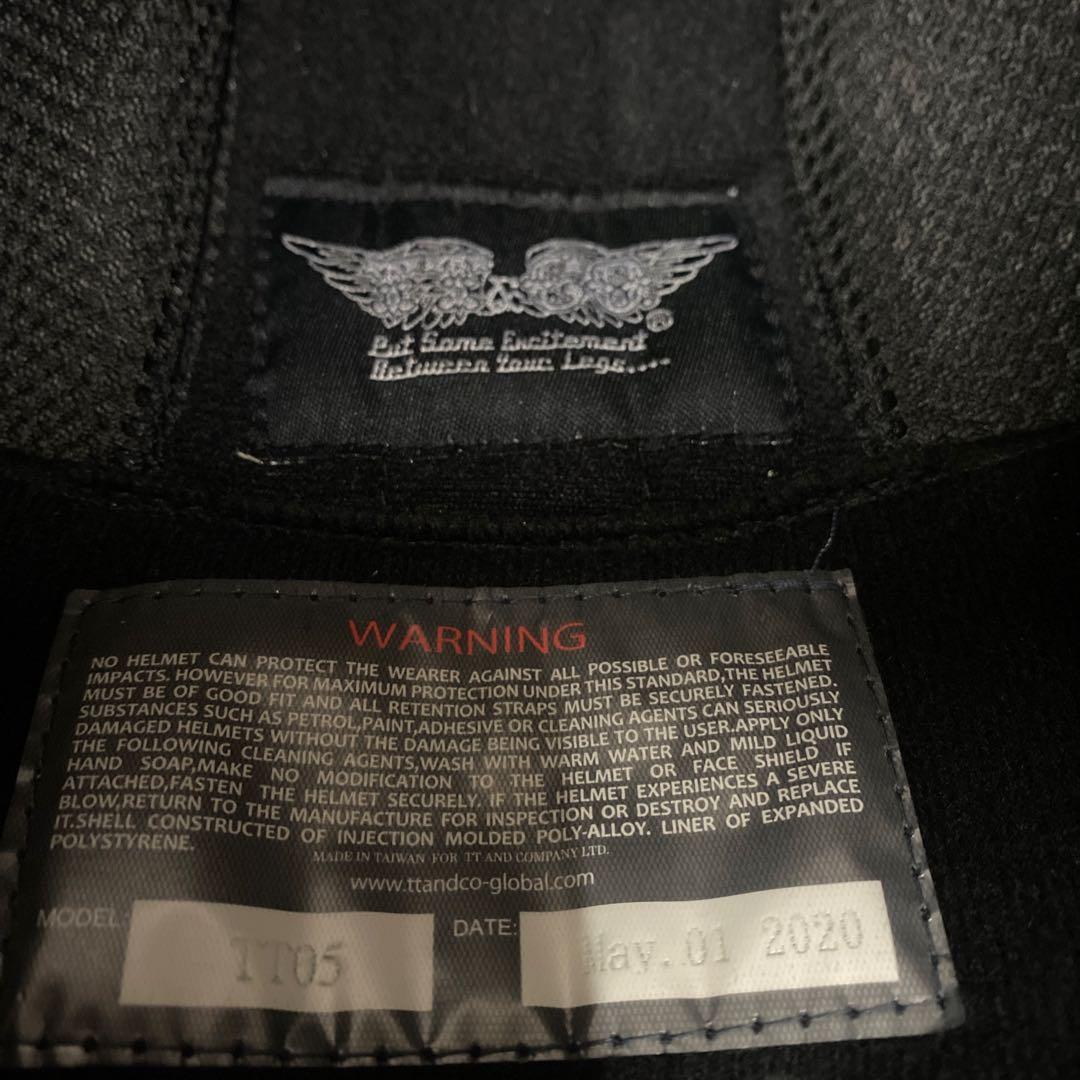 &
®
Put Some Excitement
Between Your Legs....
WARNING
NO HELMET CAN PROTECT THE WEARER AGAINST ALL POSSIBLE OR FORESEEABLE
IMPACTS. HOWEVER FOR MAXIMUM PROTECTION UNDER THIS STANDARD,THE HELMET
MUST BE OF GOOD FIT AND ALL RETENTION STRAPS MUST BE SECURELY FASTENED.
SUBSTANCES SUCH AS PETROL,PAINT,ADHESIVE OR CLEANING AGENTS CAN SERIOUSLY
DAMAGED HELMETS WITHOUT THE DAMAGE BEING VISIBLE TO THE USER.APPLY ONLY
THE FOLLOWING CLEANING AGENTS,WASH WITH WARM WATER AND MILD LIQUID
HAND SOAP,MAKE NO MODIFICATION TO THE HELMET OR FACE SHIELD IF
ATTACHED,FASTEN THE HELMET SECURELY. IF THE HELMET EXPERIENCES A SEVERE
BLOW,RETURN TO THE MANUFACTURE FOR INSPECTION OR DESTROY AND REPLACE
IT.SHELL CONSTRUCTED OF INJECTION MOLDED POLY-ALLOY. LINER OF EXPANDED
POLYSTYRENE.
MADE IN TAIWAN FOR TT AND COMPANY LTD.
www.ttandco-global.com
MODEL: TT05 DATE: May.01 2020